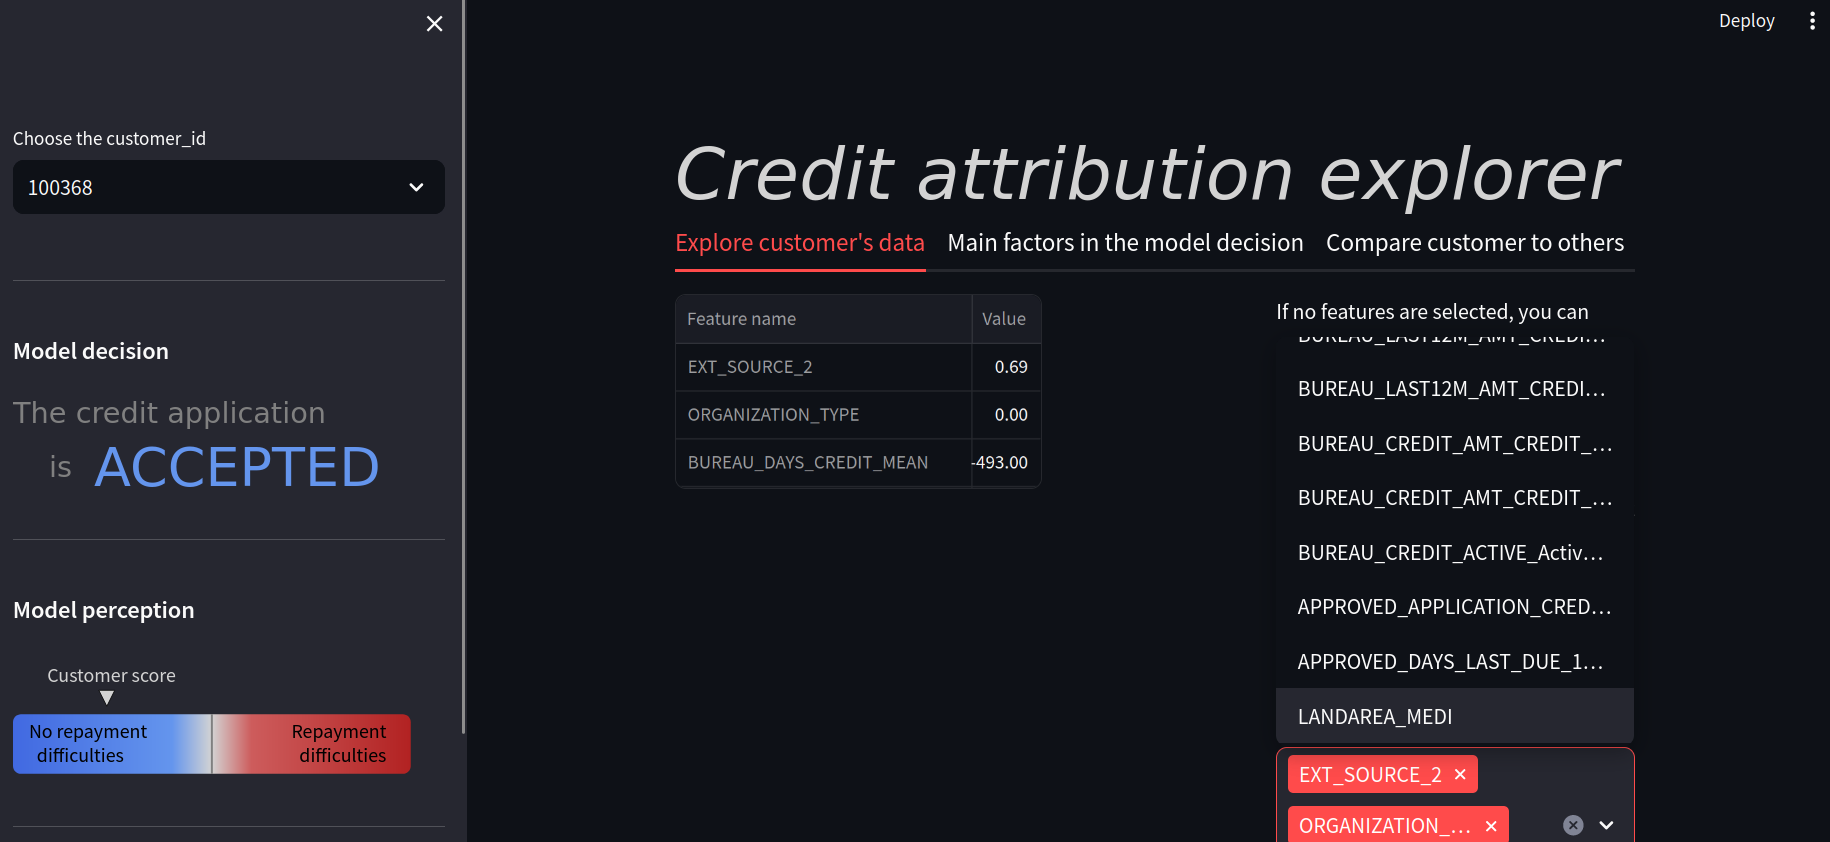 Deploy
Choose the customer_id
100368
Model decision
The credit application
is ACCEPTED
Model perception
Customer score
No repayment
difficulties
Repayment
difficulties
Credit attribution explorer
Explore customer's data
Main factors in the model decision
Compare customer to others
Feature name Value
EXT_SOURCE_2 0.69
ORGANIZATION_TYPE 0.00
BUREAU_DAYS_CREDIT_MEAN -493.00
If no features are selected, you can
BUREAU_LAST12M_AMT_CREDI...
BUREAU_LAST12M_AMT_CREDI...
BUREAU_CREDIT_AMT_CREDIT_...
BUREAU_CREDIT_AMT_CREDIT_...
BUREAU_CREDIT_ACTIVE_Activ...
APPROVED_APPLICATION_CRED...
APPROVED_DAYS_LAST_DUE_1...
LANDAREA_MEDI
EXT_SOURCE_2
ORGANIZATION_...